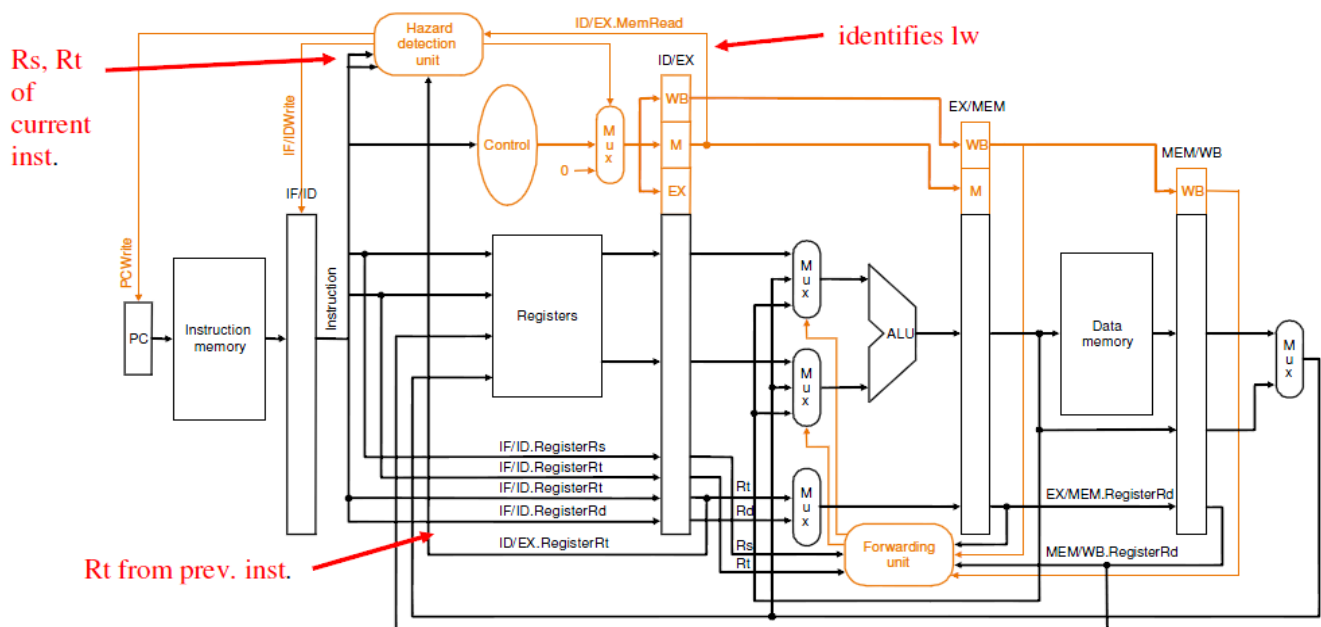 Rs, Rt
of
current
inst.
Hazard
detection
unit
ID/EX.MemRead
identifies lw
ID/EX
WB
M
EX
EX/MEM
WB
M
MEM/WB
WB
Control
M
u
x
0
IF/IDWrite
PCWrite
IF/ID
Instruction
PC
Instruction
memory
Registers
M
u
x
M
u
x
ALU
Data
memory
M
u
x
IF/ID.RegisterRs
IF/ID.RegisterRt
IF/ID.RegisterRt
IF/ID.RegisterRd
ID/EX.RegisterRt
Rt
Rd
Rs
Rt
M
u
x
Forwarding
unit
EX/MEM.RegisterRd
MEM/WB.RegisterRd
Rt from prev. inst.